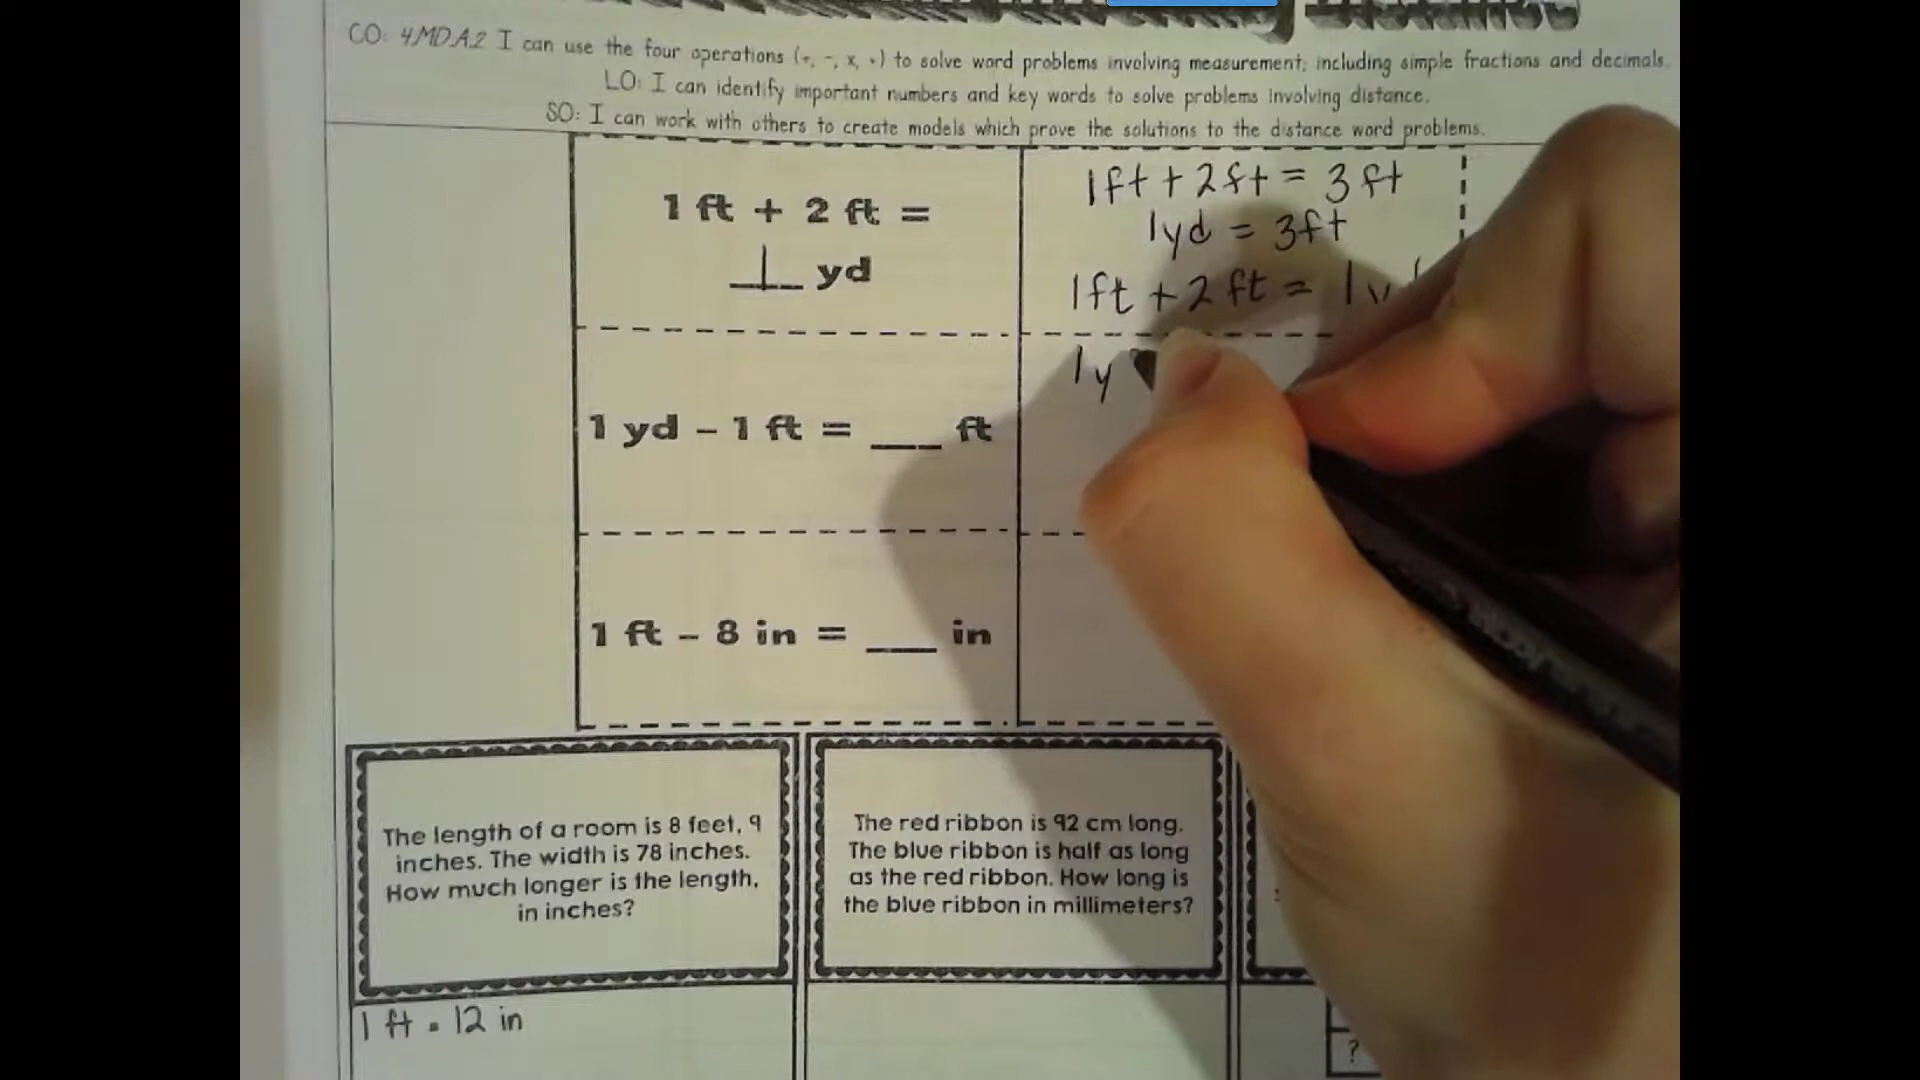 CO: 4.MD.A.2 I can use the four operations (+, -, x, ÷) to solve word problems involving measurement; including simple fractions and decimals.
LO: I can identify important numbers and key words to solve problems involving distance.
SO: I can work with others to create models which prove the solutions to the distance word problems.
1 ft + 2 ft =
1 yd
1ft + 2ft = 3 ft
1yd = 3ft
1ft + 2 ft = 1
1 yd - 1 ft = ___ ft
1y
1 ft - 8 in = ___ in
The length of a room is 8 feet, 9
inches. The width is 78 inches.
How much longer is the length,
in inches?
The red ribbon is 92 cm long.
The blue ribbon is half as long
as the red ribbon. How long is
the blue ribbon in millimeters?
1 ft = 12 in
?